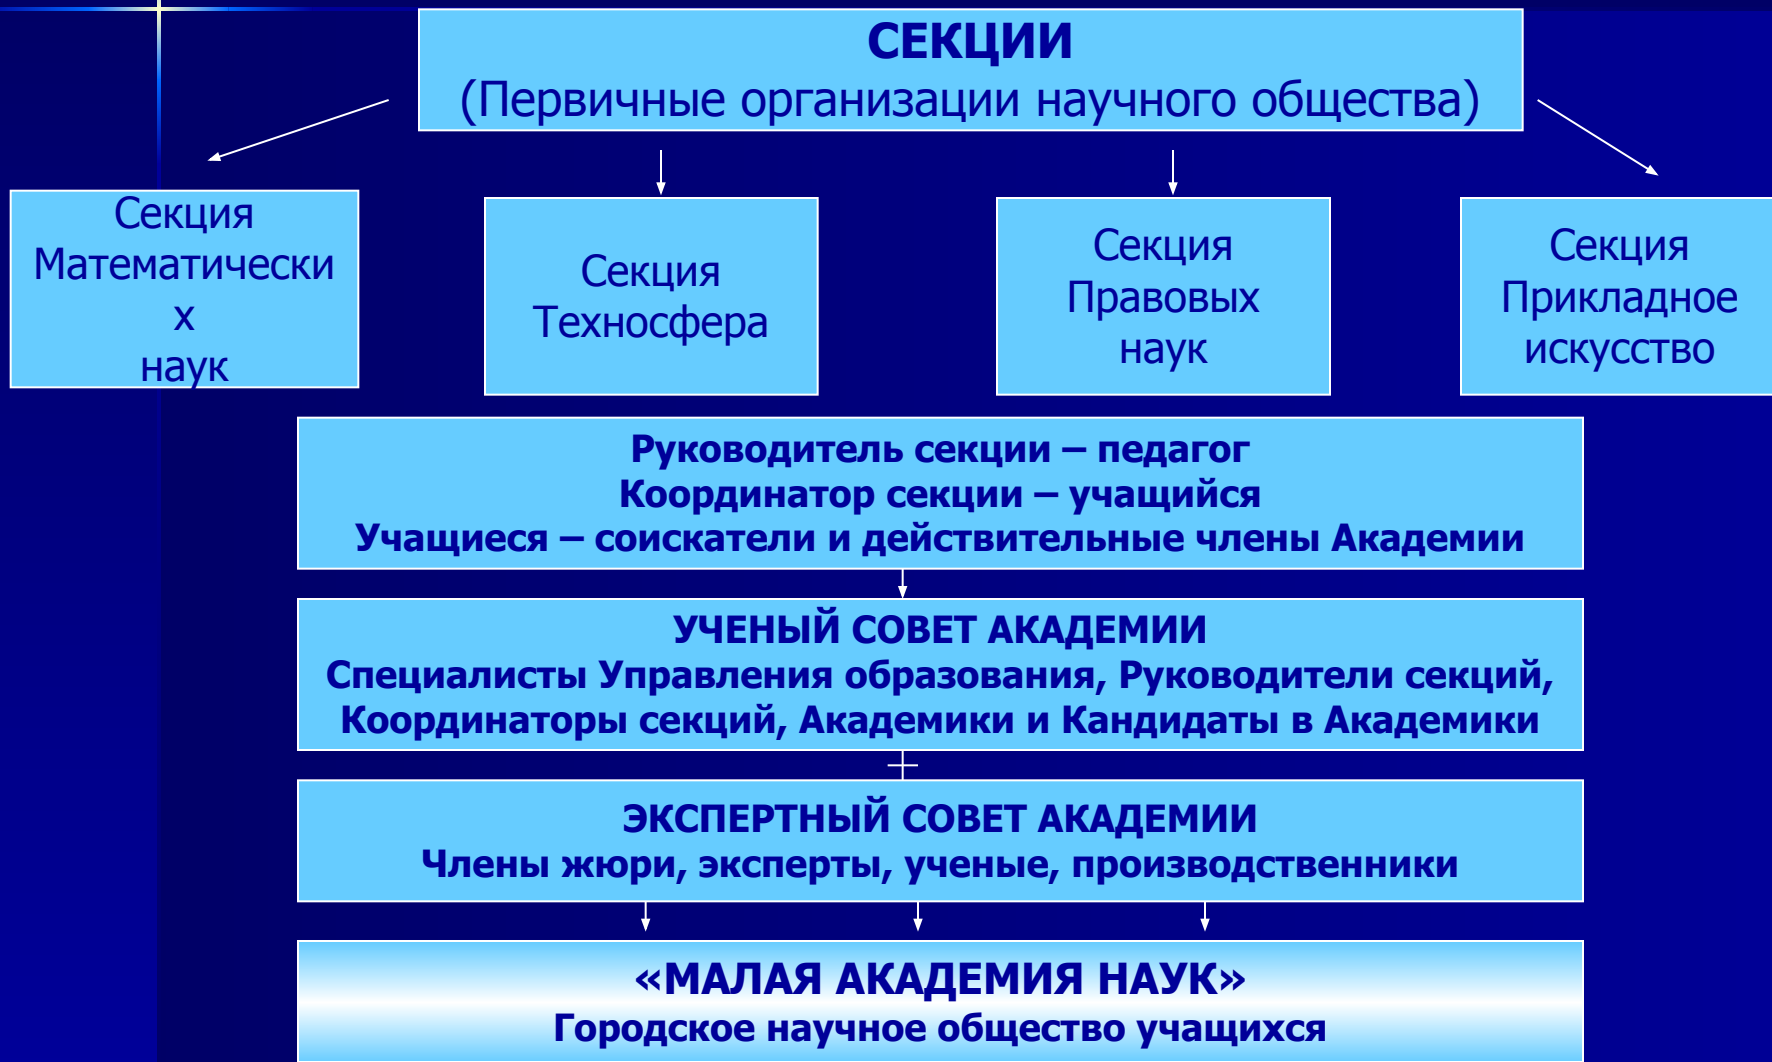 СЕКЦИИ
(Первичные организации научного общества)
Секция
Математически
х
наук
Секция
Техносфера
Секция
Правовых
наук
Секция
Прикладное
искусство
Руководитель секции – педагог
Координатор секции – учащийся
Учащиеся – соискатели и действительные члены Академии
УЧЕНЫЙ СОВЕТ АКАДЕМИИ
Специалисты Управления образования, Руководители секций,
Координаторы секций, Академики и Кандидаты в Академики
ЭКСПЕРТНЫЙ СОВЕТ АКАДЕМИИ
Члены жюри, эксперты, ученые, производственники
«МАЛАЯ АКАДЕМИЯ НАУК»
Городское научное общество учащихся